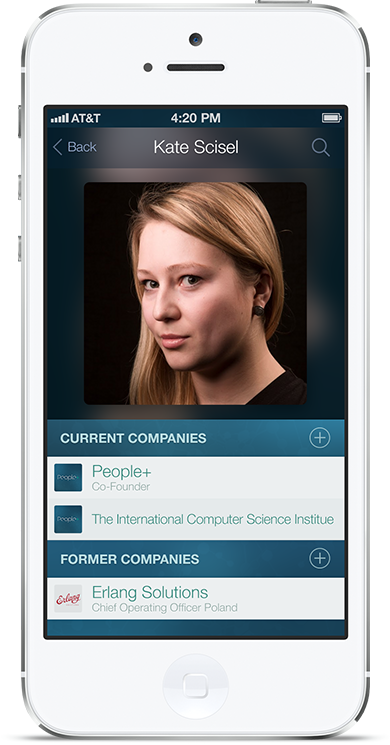 AT&T 4:20 PM
Back Kate Scisel
CURRENT COMPANIES
People+
People+
Co-Founder
People+
The International Computer Science Institue
FORMER COMPANIES
Erlang
Erlang Solutions
Chief Operating Officer Poland